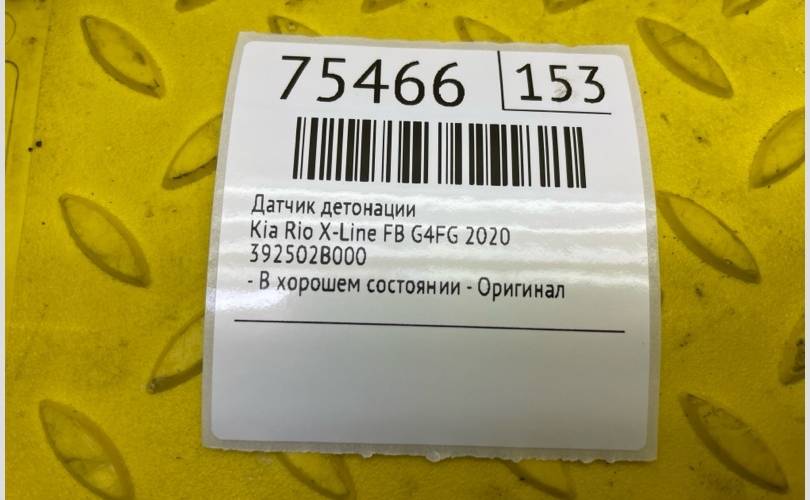 75466 153
Датчик детонации
Kia Rio X-Line FB G4FG 2020
392502B000
- В хорошем состоянии - Оригинал